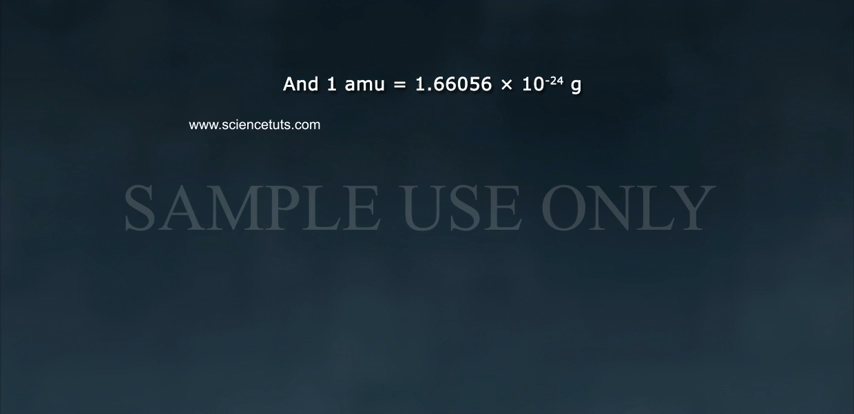 And 1 amu = 1.66056 × 10⁻²⁴ g
www.sciencetuts.com
SAMPLE USE ONLY